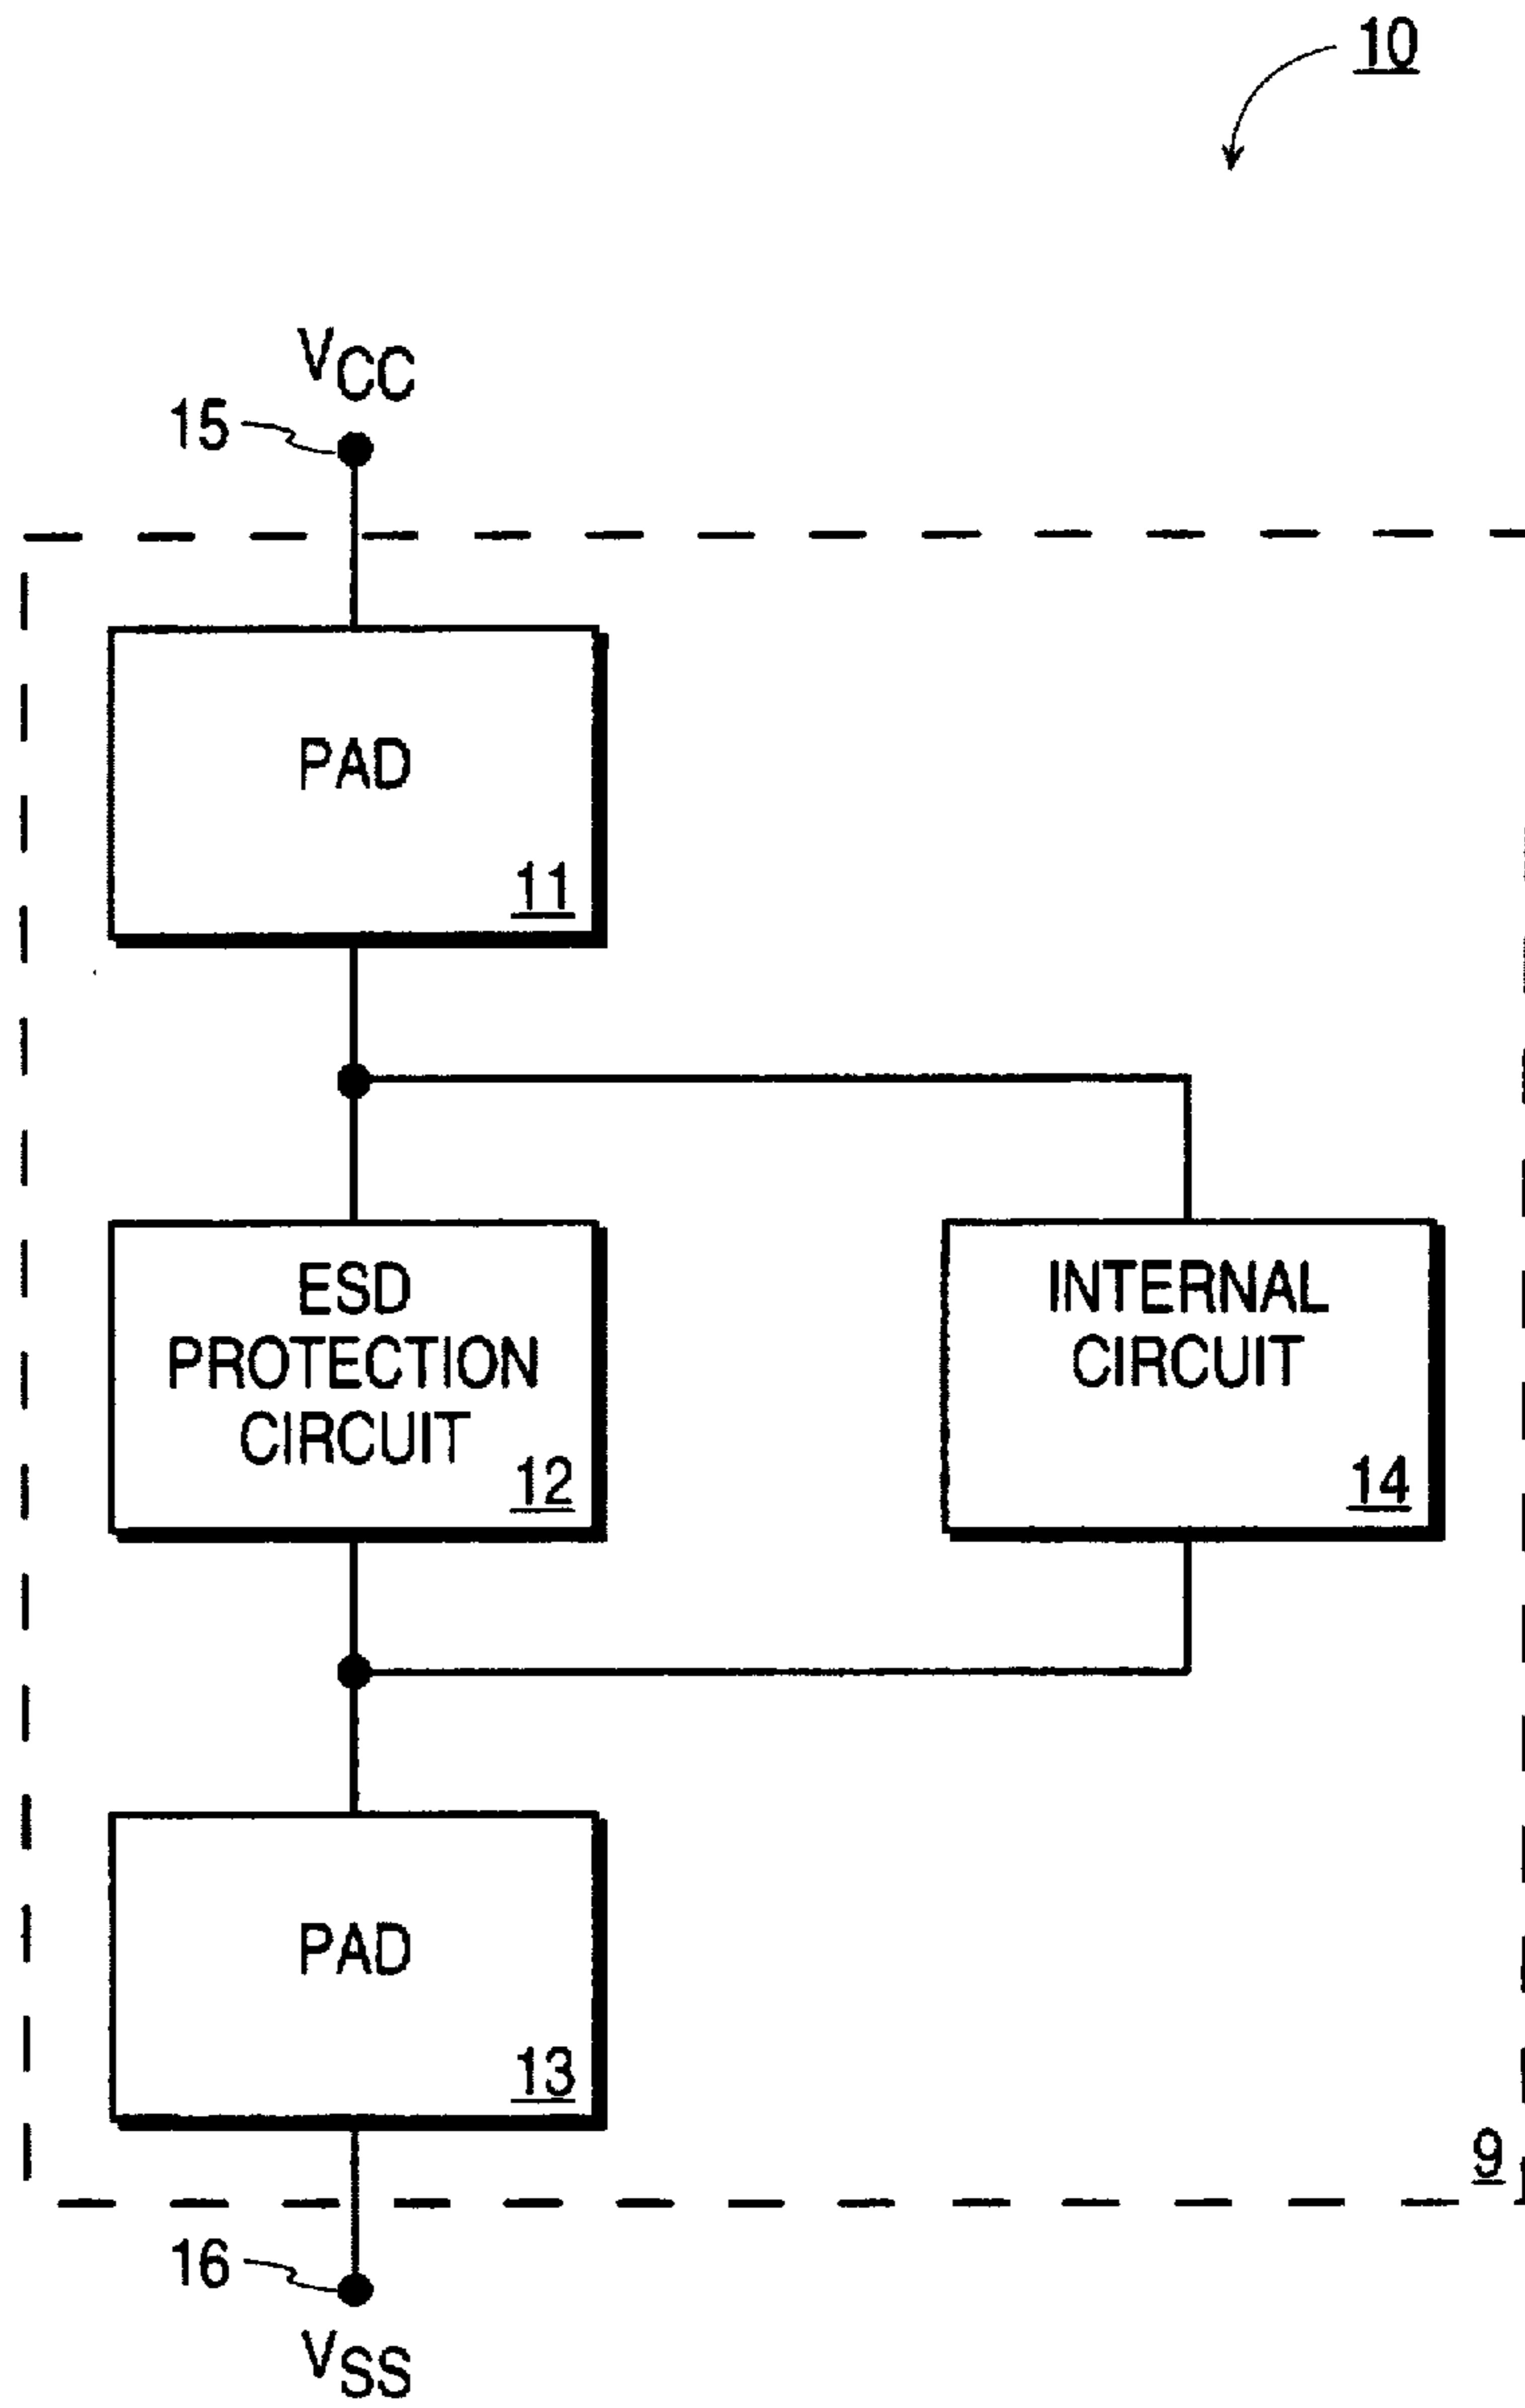 10
VCC
15
PAD
11
ESD
PROTECTION
CIRCUIT
12
INTERNAL
CIRCUIT
14
PAD
13
9
16
VSS